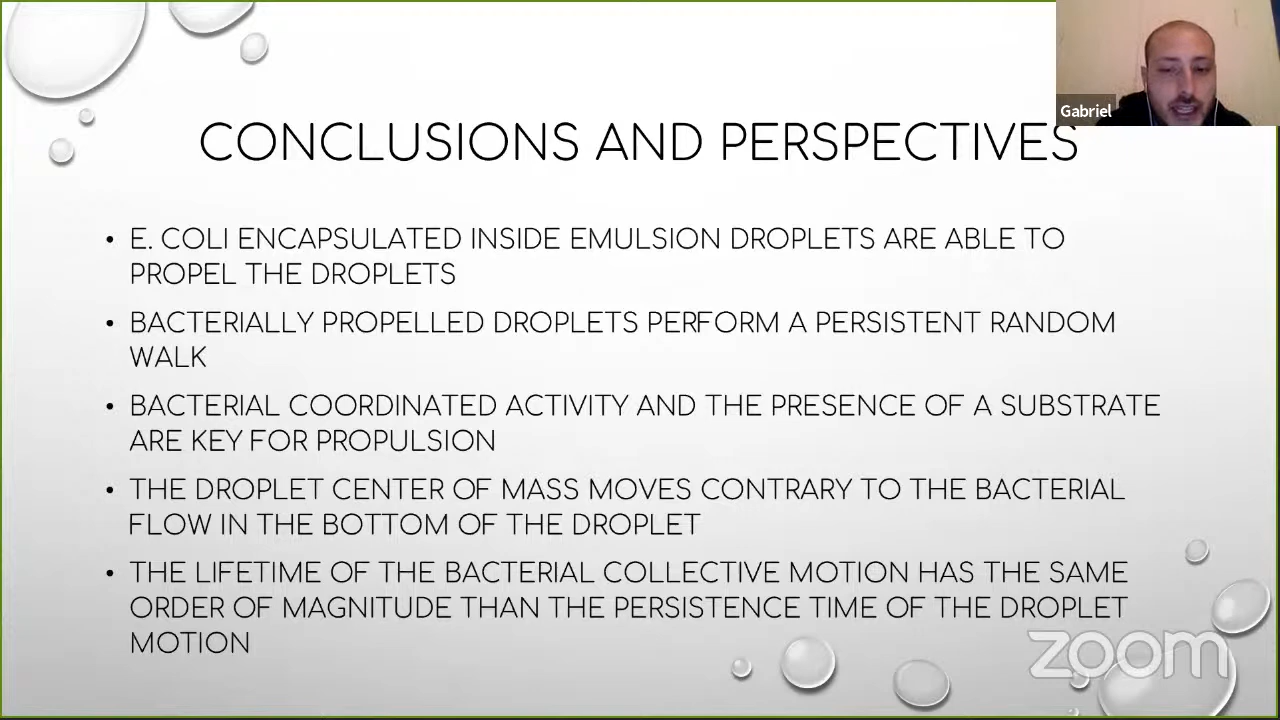 Gabriel
CONCLUSIONS AND PERSPECTIVES
• E. COLI ENCAPSULATED INSIDE EMULSION DROPLETS ARE ABLE TO
PROPEL THE DROPLETS
• BACTERIALLY PROPELLED DROPLETS PERFORM A PERSISTENT RANDOM
WALK
• BACTERIAL COORDINATED ACTIVITY AND THE PRESENCE OF A SUBSTRATE
ARE KEY FOR PROPULSION
• THE DROPLET CENTER OF MASS MOVES CONTRARY TO THE BACTERIAL
FLOW IN THE BOTTOM OF THE DROPLET
• THE LIFETIME OF THE BACTERIAL COLLECTIVE MOTION HAS THE SAME
ORDER OF MAGNITUDE THAN THE PERSISTENCE TIME OF THE DROPLET
MOTION
zoom